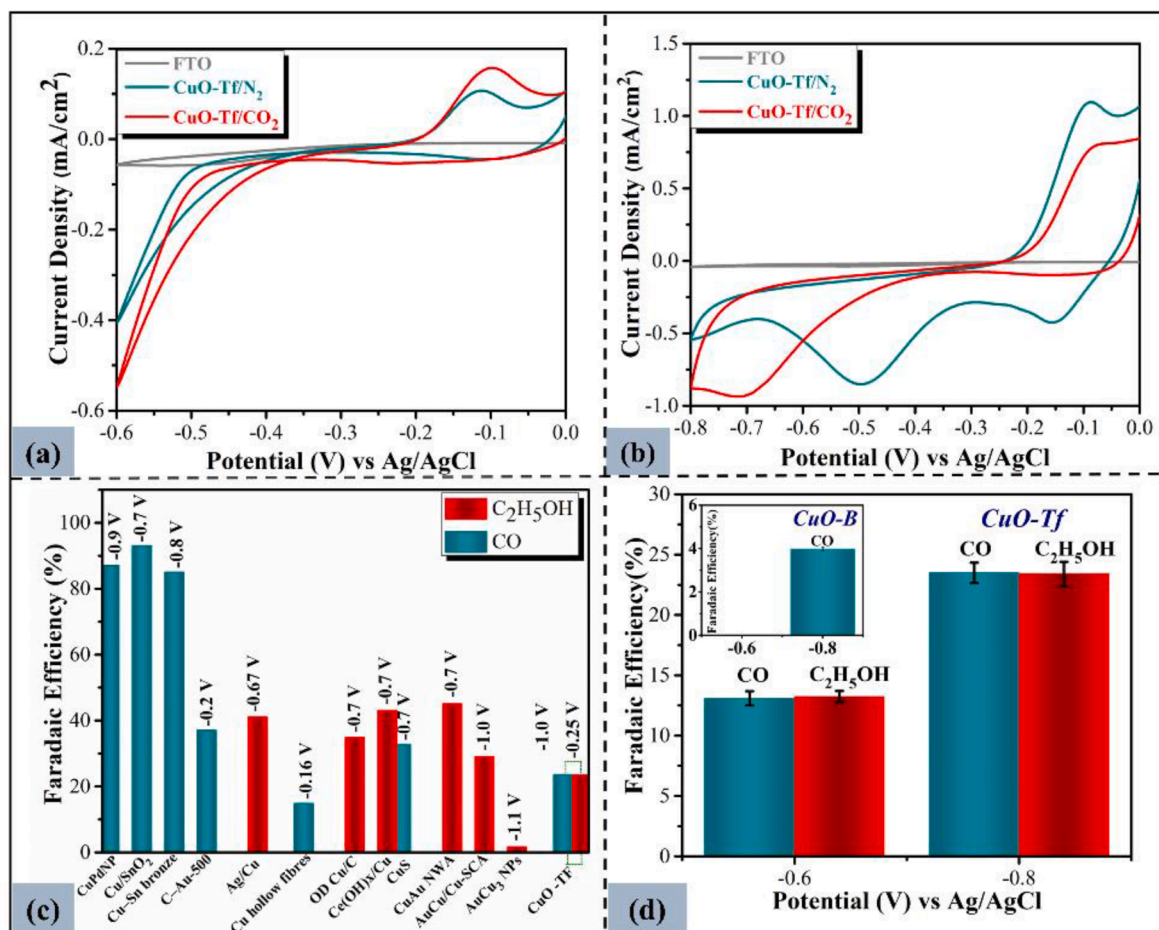 0.2
0.0
-0.2
-0.4
-0.6
Current Density (mA/cm²)
FTO
CuO-Tf/N₂
CuO-Tf/CO₂
-0.6 -0.5 -0.4 -0.3 -0.2 -0.1 0.0
Potential (V) vs Ag/AgCl
(a)
1.5
1.0
0.5
0.0
-0.5
-1.0
Current Density (mA/cm²)
FTO
CuO-Tf/N₂
CuO-Tf/CO₂
-0.8 -0.7 -0.6 -0.5 -0.4 -0.3 -0.2 -0.1 0.0
Potential (V) vs Ag/AgCl
(b)
100
80
60
40
20
0
Faradaic Efficiency (%)
C₂H₅OH
CO
-0.9 V
-0.7 V
-0.8 V
-0.2 V
-0.67 V
-0.16 V
-0.7 V
-0.7 V
-0.7 V
-0.7 V
-1.0 V
-1.1 V
-1.0 V
-0.25 V
CuPdNP
Cu/SnO₂
Cu-Sn bronze
C-Au-500
Ag/Cu
Cu hollow fibres
OD Cu/C
Ce(OH)x/Cu
CuS
CuAu NWA
AuCu/Cu-SCA
AuCu₃ NPs
CuO -TF
(c)
30
25
20
15
10
5
0
Faradaic Efficiency(%)
6
4
2
0
Faradaic Efficiency(%)
CuO-B
CO
-0.6 -0.8
CuO-Tf
CO C₂H₅OH
CO C₂H₅OH
-0.6 -0.8
Potential (V) vs Ag/AgCl
(d)